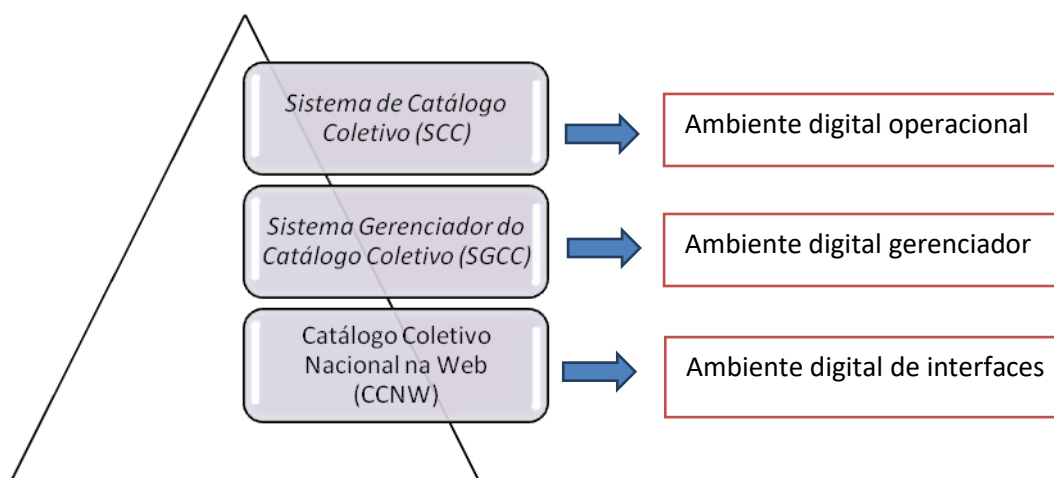 Sistema de Catálogo
Coletivo (SCC)
Ambiente digital operacional
Sistema Gerenciador do
Catálogo Coletivo (SGCC)
Ambiente digital gerenciador
Catálogo Coletivo
Nacional na Web
(CCNW)
Ambiente digital de interfaces